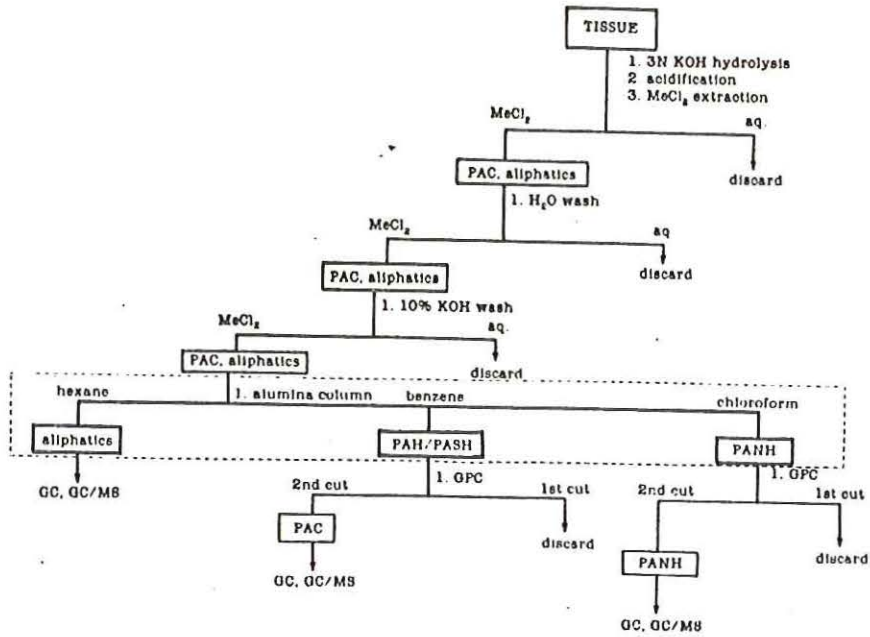 TISSUE
1. 3N KOH hydrolysis
2 acidification
3. MeCl₂ extraction
MeCl₂
aq.
PAC, aliphatics
discard
1. H₂O wash
MeCl₂
aq
PAC, aliphatics
discard
1. 10% KOH wash
MeCl₂
aq.
PAC, aliphatics
discard
hexane
1. alumina column
benzene
chloroform
aliphatics
PAH/PASH
PANH
GC, GC/MS
1. GPC
1. GPC
2nd cut
1st cut
2nd cut
1st cut
PAC
discard
discard
PANH
GC, GC/MS
GC, GC/MS